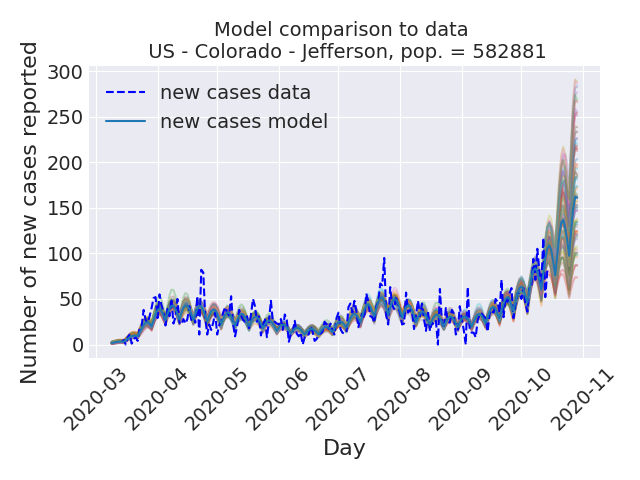 Model comparison to data
US - Colorado - Jefferson, pop. = 582881
Number of new cases reported
300
250
200
150
100
50
0
new cases data
new cases model
2020-03
2020-04
2020-05
2020-06
2020-07
2020-08
2020-09
2020-10
2020-11
Day